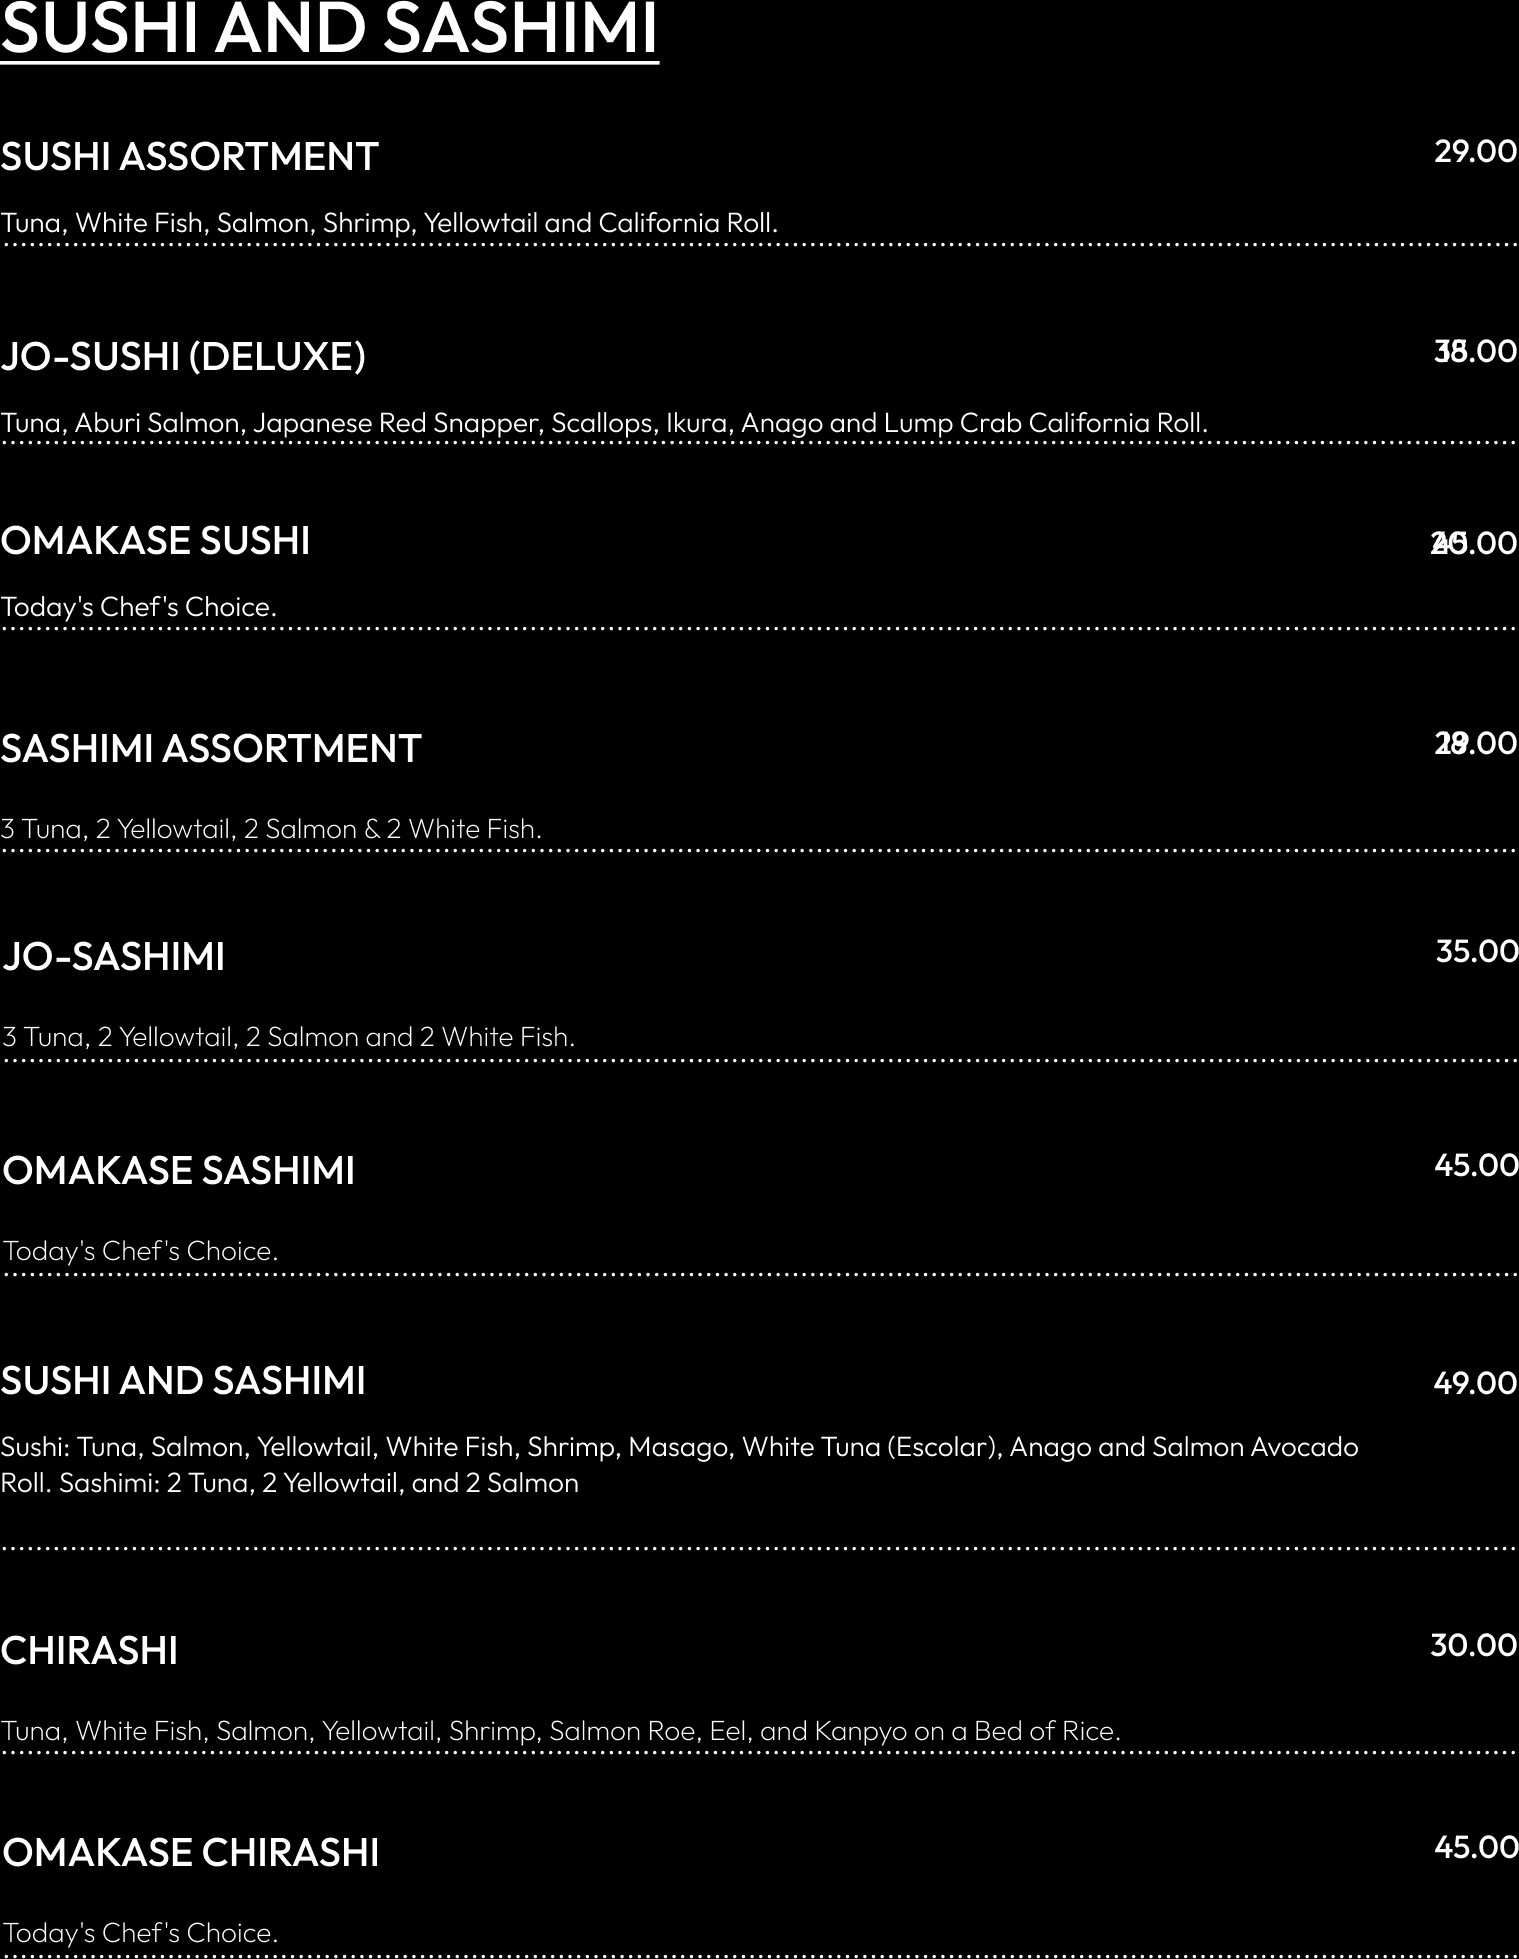 SUSHI AND SASHIMI
SUSHI ASSORTMENT 29.00
Tuna, White Fish, Salmon, Shrimp, Yellowtail and California Roll.
JO-SUSHI (DELUXE)
Tuna, Aburi Salmon, Japanese Red Snapper, Scallops, Ikura, Anago and Lump Crab California Roll.
OMAKASE SUSHI
Today's Chef's Choice.
SASHIMI ASSORTMENT
3 Tuna, 2 Yellowtail, 2 Salmon & 2 White Fish.
JO-SASHIMI 35.00
3 Tuna, 2 Yellowtail, 2 Salmon and 2 White Fish.
OMAKASE SASHIMI 45.00
Today's Chef's Choice.
SUSHI AND SASHIMI 49.00
Sushi: Tuna, Salmon, Yellowtail, White Fish, Shrimp, Masago, White Tuna (Escolar), Anago and Salmon Avocado
Roll. Sashimi: 2 Tuna, 2 Yellowtail, and 2 Salmon
CHIRASHI 30.00
Tuna, White Fish, Salmon, Yellowtail, Shrimp, Salmon Roe, Eel, and Kanpyo on a Bed of Rice.
OMAKASE CHIRASHI 45.00
Today's Chef's Choice.